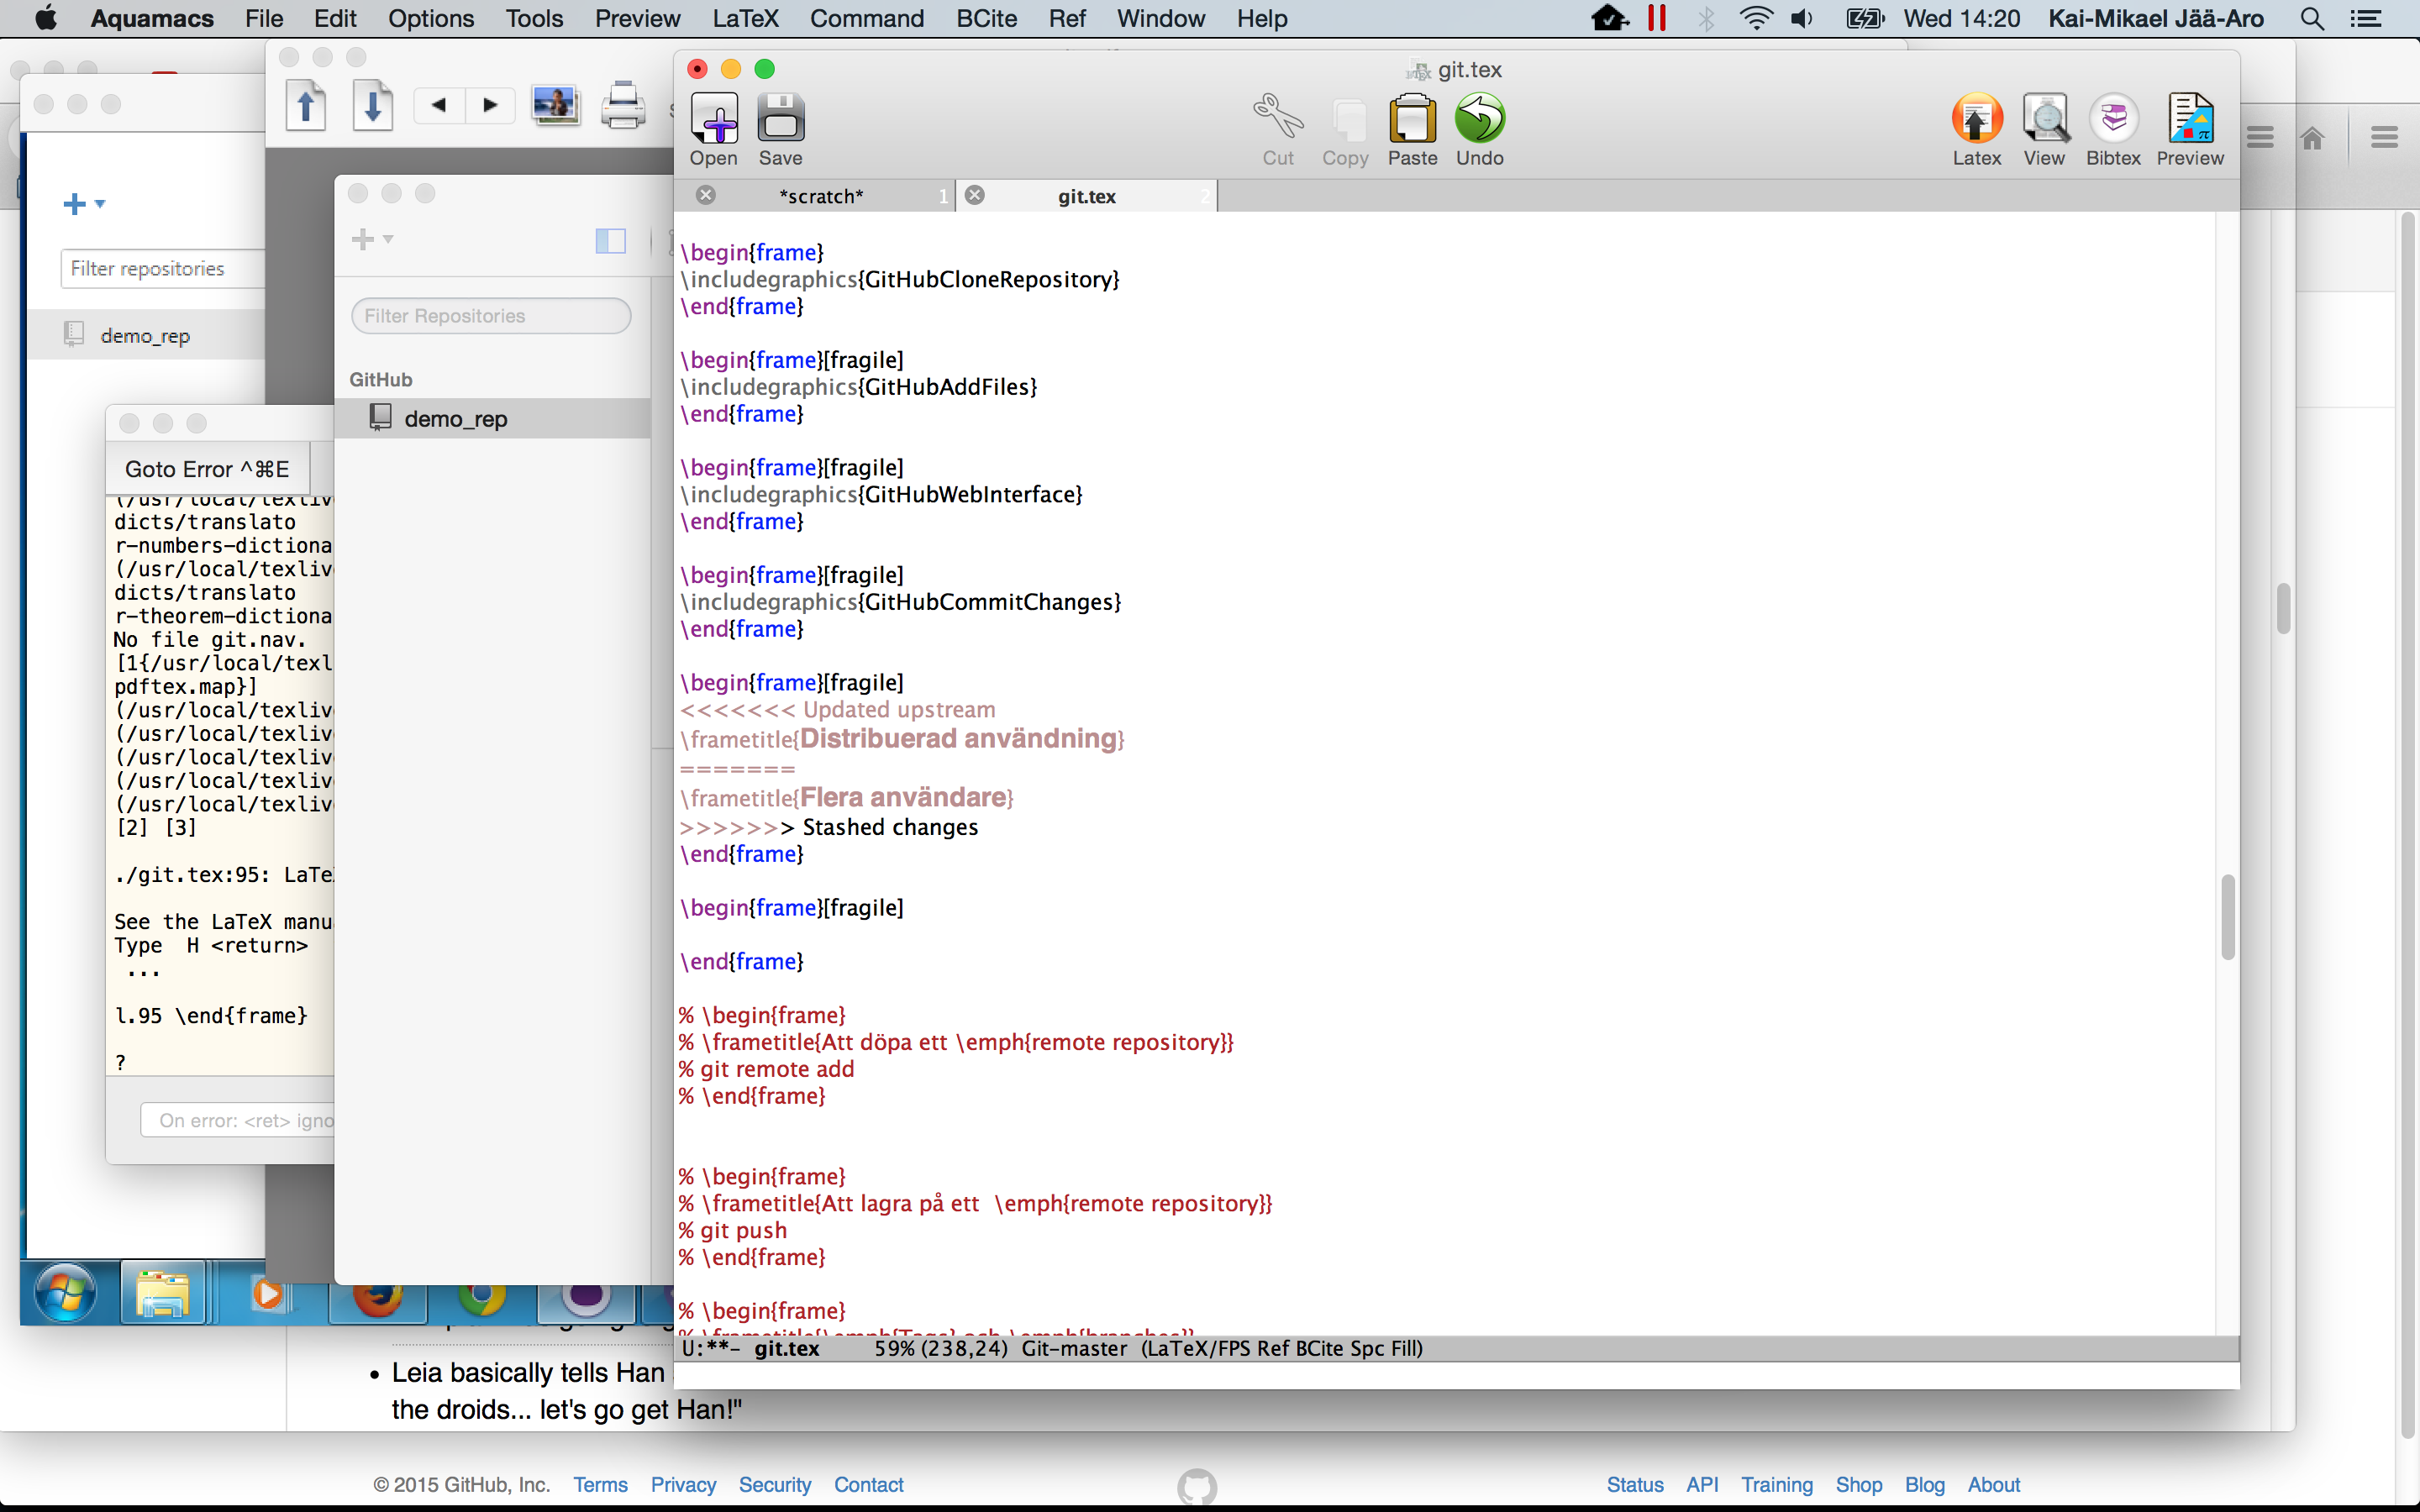 Aquamacs File Edit Options Tools Preview LaTeX Command BCite Ref Window Help
Wed 14:20 Kai-Mikael Jää-Aro
git.tex
Open Save Cut Copy Paste Undo Latex View Bibtex Preview
*scratch* 1 git.tex 2
Filter repositories
demo_rep
Filter Repositories
GitHub
demo_rep
Goto Error ^⌘E
dicts/translato
r-numbers-dictiona
(/usr/local/texliv
dicts/translato
r-theorem-dictiona
No file git.nav.
[1{/usr/local/texl
pdftex.map}]
(/usr/local/texliv
(/usr/local/texliv
(/usr/local/texliv
(/usr/local/texliv
(/usr/local/texliv
[2] [3]
./git.tex:95: LaTe
See the LaTeX manu
Type H <return>
...
l.95 \end{frame}
?
On error: <ret> igno
\begin{frame}
\includegraphics{GitHubCloneRepository}
\end{frame}
\begin{frame}[fragile]
\includegraphics{GitHubAddFiles}
\end{frame}
\begin{frame}[fragile]
\includegraphics{GitHubWebInterface}
\end{frame}
\begin{frame}[fragile]
\includegraphics{GitHubCommitChanges}
\end{frame}
\begin{frame}[fragile]
<<<<<<< Updated upstream
\frametitle{Distribuerad användning}
=======
\frametitle{Flera användare}
>>>>>>> Stashed changes
\end{frame}
\begin{frame}[fragile]
\end{frame}
% \begin{frame}
% \frametitle{Att döpa ett \emph{remote repository}}
% git remote add
% \end{frame}
% \begin{frame}
% \frametitle{Att lagra på ett  \emph{remote repository}}
% git push
% \end{frame}
% \begin{frame}
% \frametitle{\emph{Tags} och \emph{branches}}
U:**- git.tex 59% (238,24) Git-master (LaTeX/FPS Ref BCite Spc Fill)
• Leia basically tells Han
the droids... let's go get Han!"
© 2015 GitHub, Inc. Terms Privacy Security Contact
Status API Training Shop Blog About